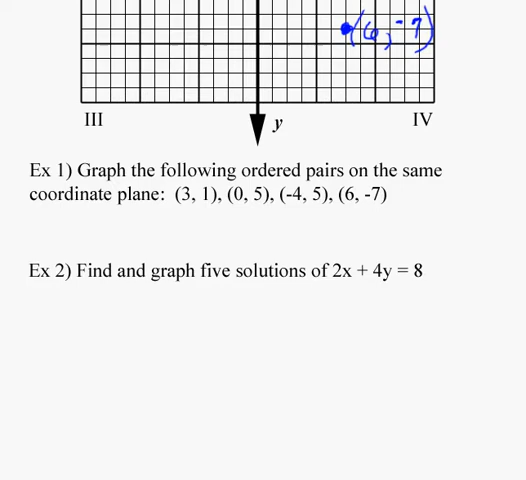 (6, -7)
III
IV
y
Ex 1) Graph the following ordered pairs on the same
coordinate plane:  (3, 1), (0, 5), (-4, 5), (6, -7)
Ex 2) Find and graph five solutions of 2x + 4y = 8